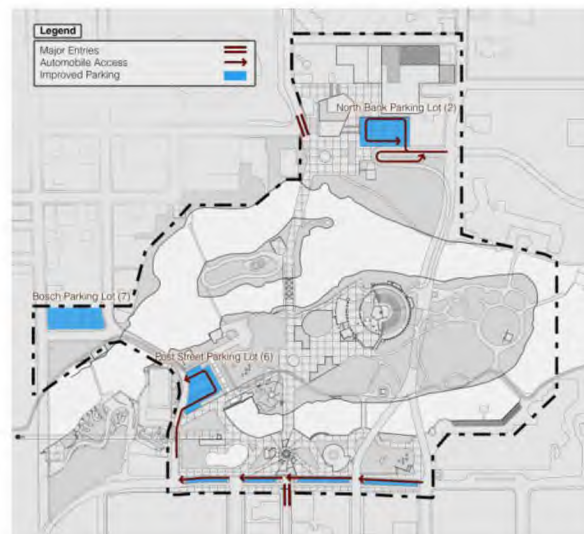 Legend
Major Entries
Automobile Access
Improved Parking
North Bank Parking Lot (2)
Bosch Parking Lot (7)
Post Street Parking Lot (6)